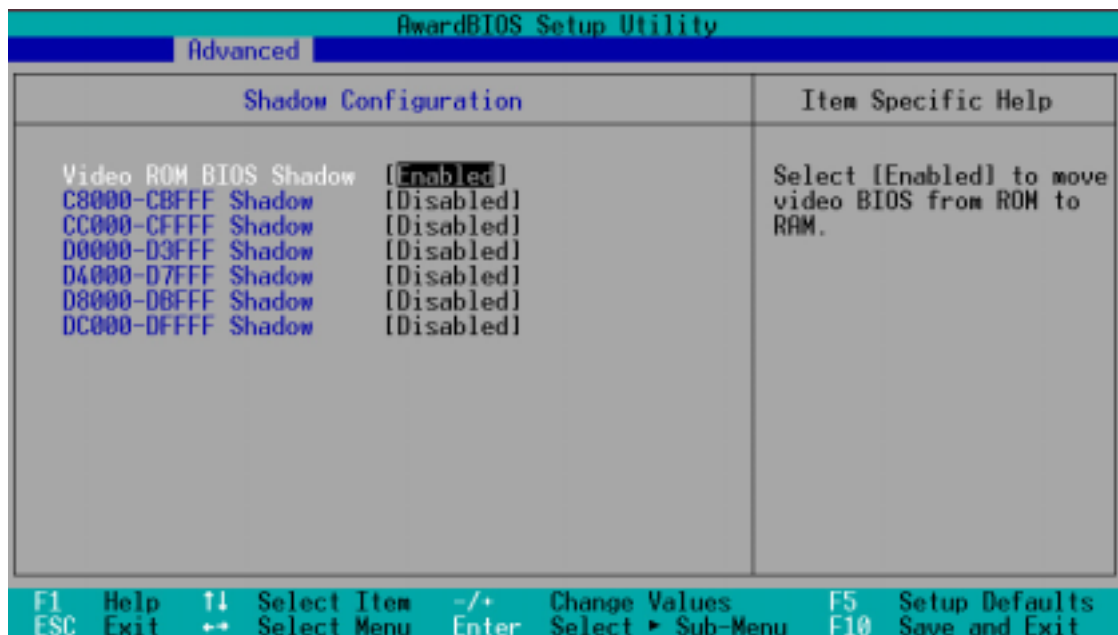 AwardBIOS Setup Utility
Advanced
Shadow Configuration
Item Specific Help
Video ROM BIOS Shadow [Enabled]
C8000-CBFFF Shadow [Disabled]
CC000-CFFFF Shadow [Disabled]
D0000-D3FFF Shadow [Disabled]
D4000-D7FFF Shadow [Disabled]
D8000-DBFFF Shadow [Disabled]
DC000-DFFFF Shadow [Disabled]
Select [Enabled] to move
video BIOS from ROM to
RAM.
F1 Help ↑↓ Select Item -/+ Change Values F5 Setup Defaults
ESC Exit ←→ Select Menu Enter Select ► Sub-Menu F10 Save and Exit